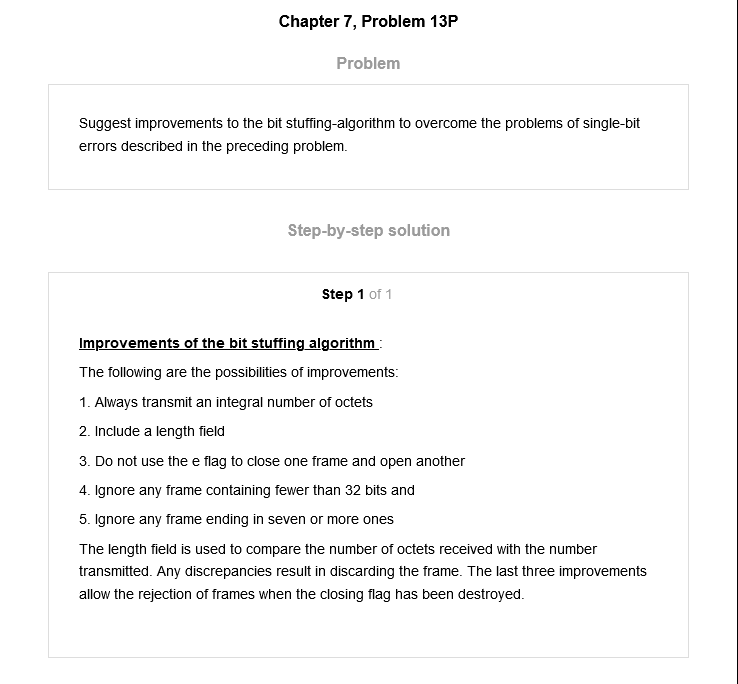 Chapter 7, Problem 13P
Problem
Suggest improvements to the bit stuffing-algorithm to overcome the problems of single-bit
errors described in the preceding problem.
Step-by-step solution
Step 1 of 1
Improvements of the bit stuffing algorithm :
The following are the possibilities of improvements:
1. Always transmit an integral number of octets
2. Include a length field
3. Do not use the e flag to close one frame and open another
4. Ignore any frame containing fewer than 32 bits and
5. Ignore any frame ending in seven or more ones
The length field is used to compare the number of octets received with the number
transmitted. Any discrepancies result in discarding the frame. The last three improvements
allow the rejection of frames when the closing flag has been destroyed.